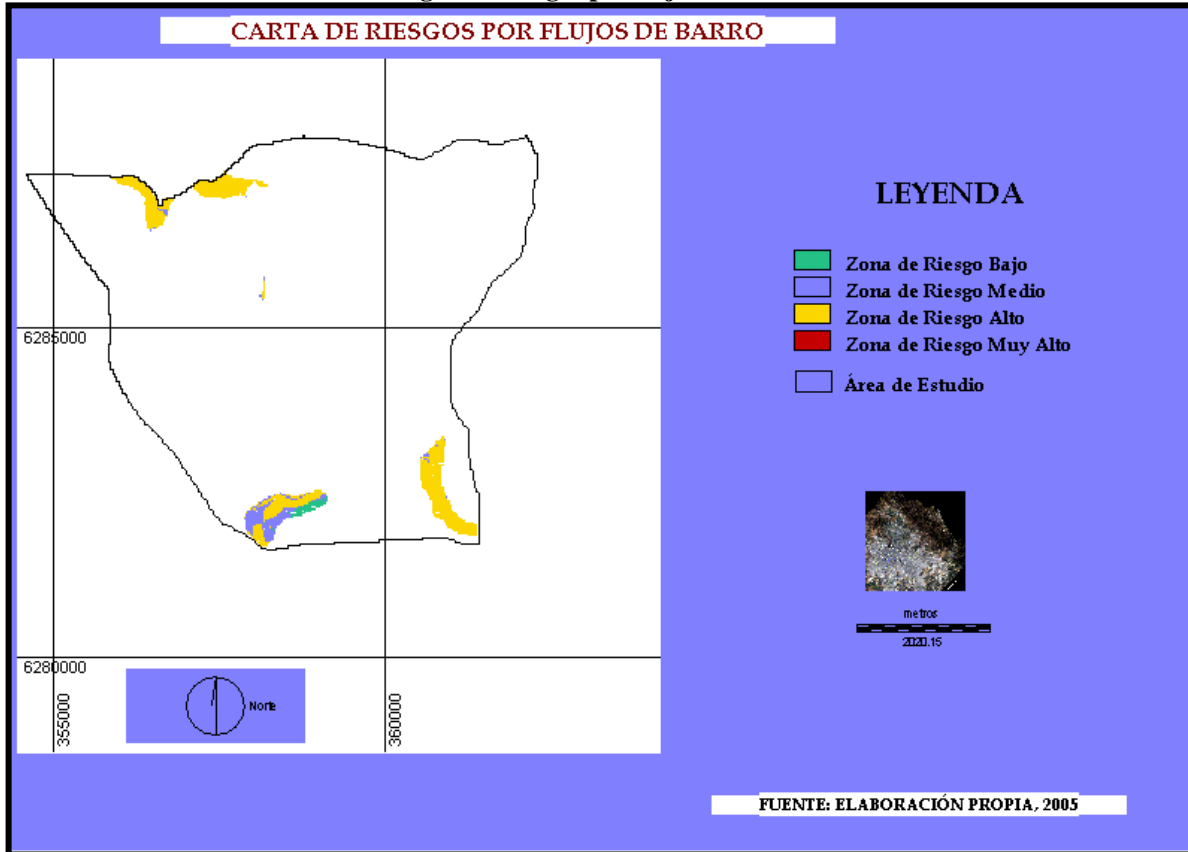 CARTA DE RIESGOS POR FLUJOS DE BARRO
LEYENDA
Zona de Riesgo Bajo
Zona de Riesgo Medio
Zona de Riesgo Alto
Zona de Riesgo Muy Alto
Área de Estudio
6285000
6280000
355000
360000
Norte
metros
2020.15
FUENTE: ELABORACIÓN PROPIA, 2005